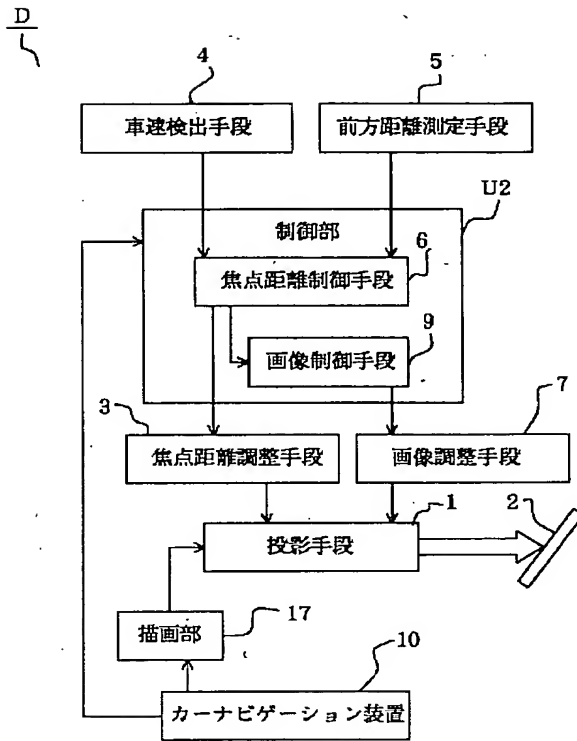 D
4
5
車速検出手段
前方距離測定手段
U2
制御部
6
焦点距離制御手段
9
画像制御手段
3
7
焦点距離調整手段
画像調整手段
1
2
投影手段
描画部
17
10
カーナビゲーション装置